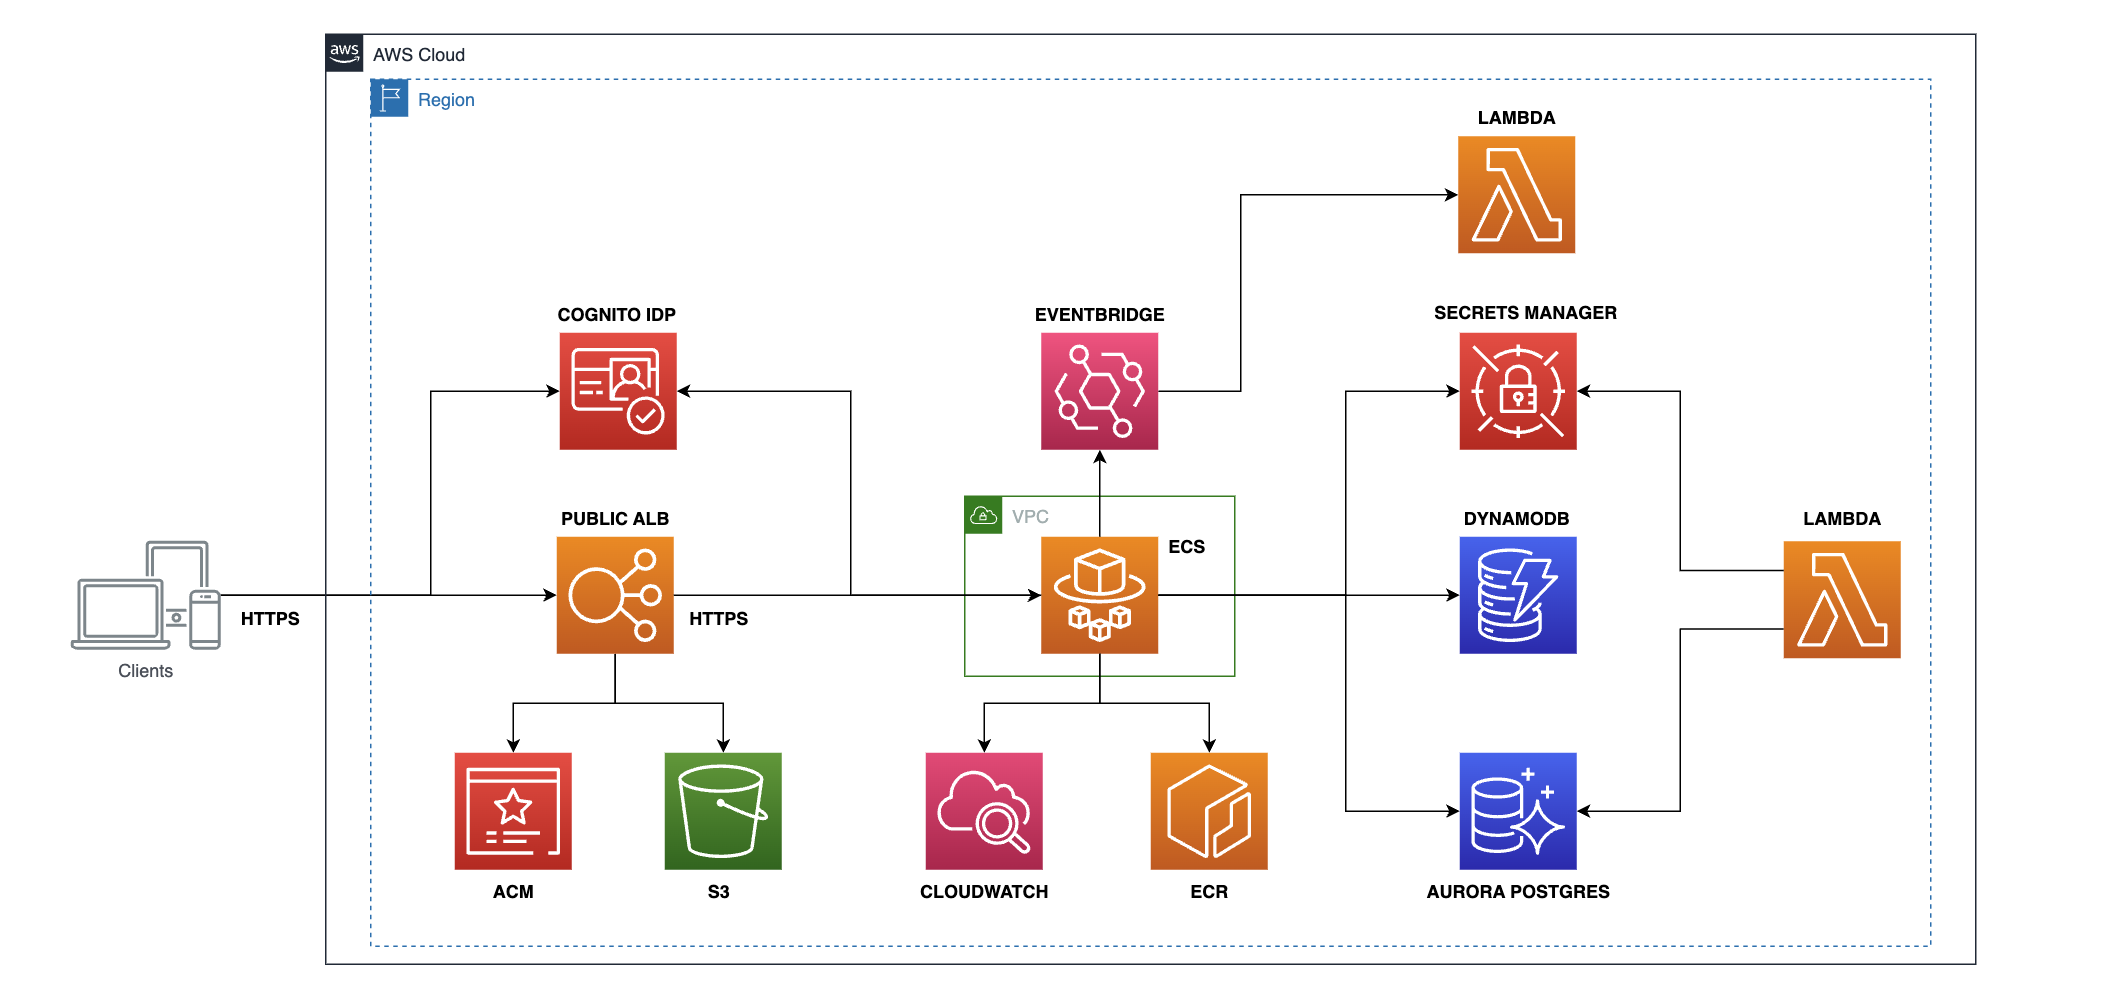 aws
AWS Cloud
Region
LAMBDA
COGNITO IDP
EVENTBRIDGE
SECRETS MANAGER
PUBLIC ALB
VPC
ECS
DYNAMODB
LAMBDA
HTTPS
HTTPS
Clients
ACM
S3
CLOUDWATCH
ECR
AURORA POSTGRES